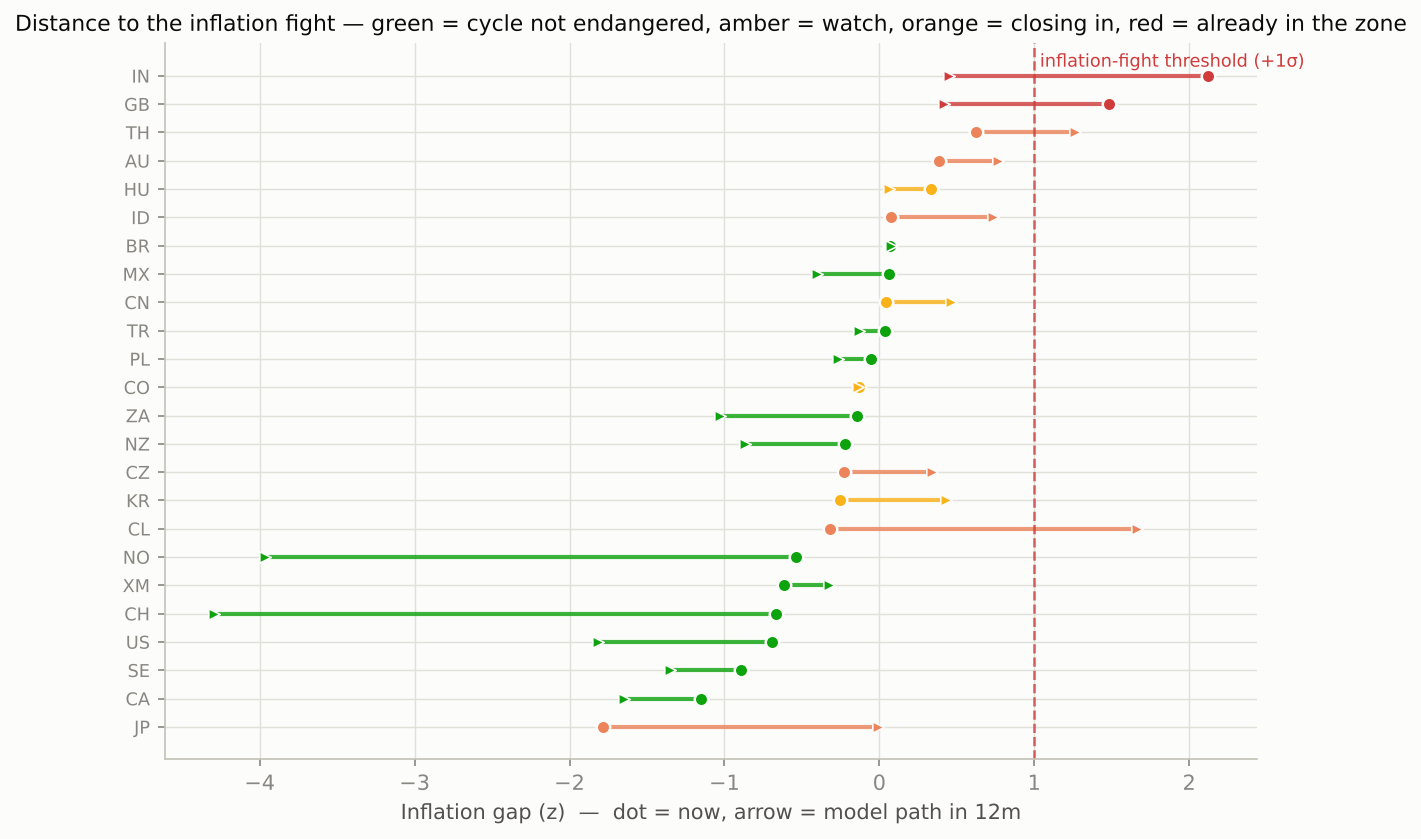 Distance to the inflation fight — green = cycle not endangered, amber = watch, orange = closing in, red = already in the zone
inflation-fight threshold (+1σ)
IN
GB
TH
AU
HU
ID
BR
MX
CN
TR
PL
CO
ZA
NZ
CZ
KR
CL
NO
XM
CH
US
SE
CA
JP
−4 −3 −2 −1 0 1 2
Inflation gap (z) — dot = now, arrow = model path in 12m